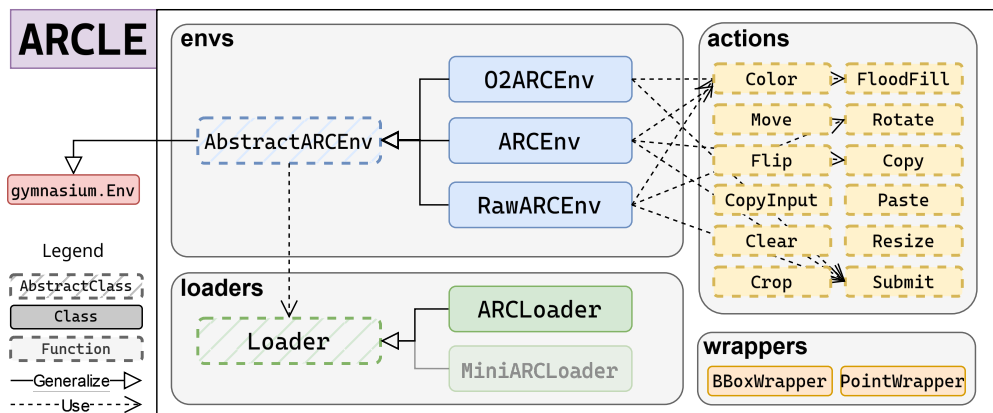 ARCLE
envs
O2ARCEnv
AbstractARCEnv
ARCEnv
RawARCEnv
gymnasium.Env
Legend
AbstractClass
Class
Function
Generalize
Use
loaders
Loader
ARCLoader
MiniARCLoader
actions
Color FloodFill
Move Rotate
Flip Copy
CopyInput Paste
Clear Resize
Crop Submit
wrappers
BBoxWrapper PointWrapper